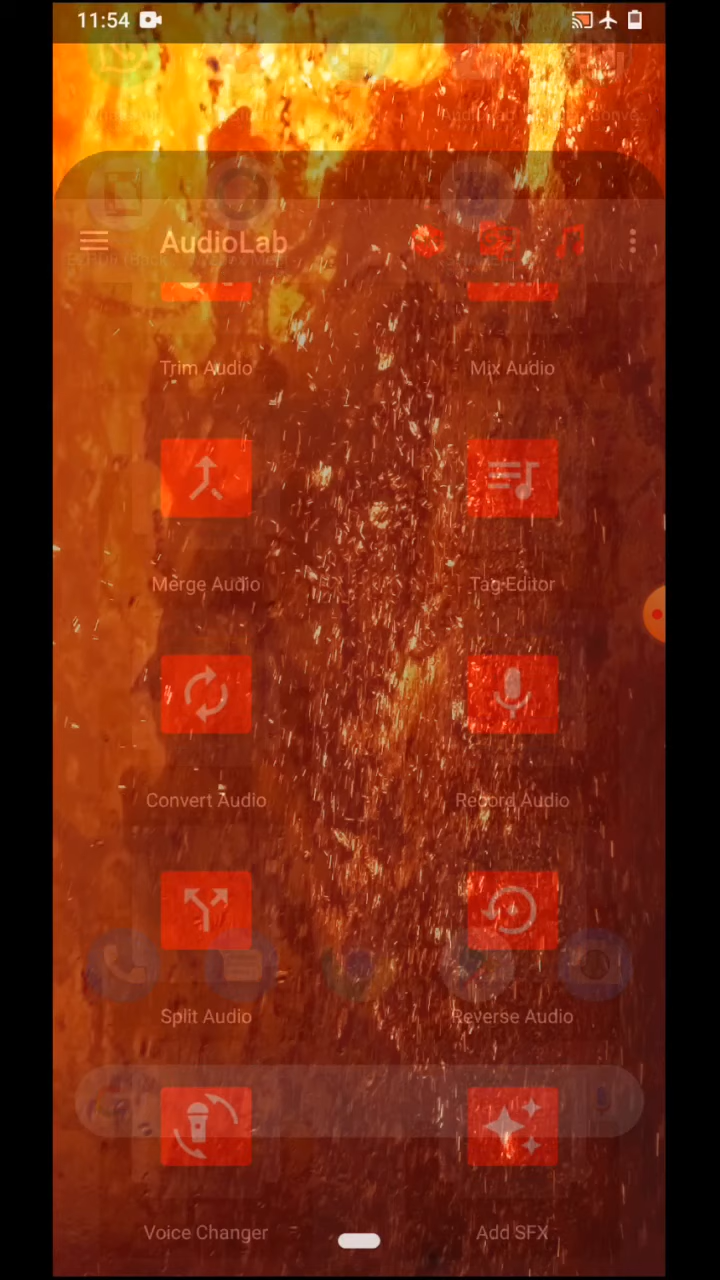 11:54
AudioLab
Trim Audio
Mix Audio
Merge Audio
Tag Editor
Convert Audio
Record Audio
Split Audio
Reverse Audio
Voice Changer
Add SFX